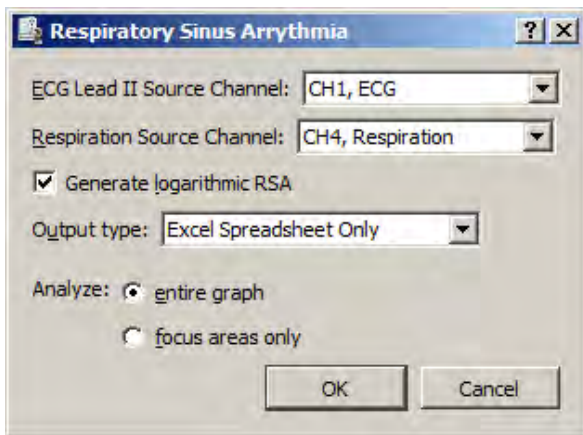 Respiratory Sinus Arrythmia
ECG Lead II Source Channel: CH1, ECG
Respiration Source Channel: CH4, Respiration
Generate logarithmic RSA
Output type: Excel Spreadsheet Only
Analyze: entire graph
focus areas only
OK Cancel